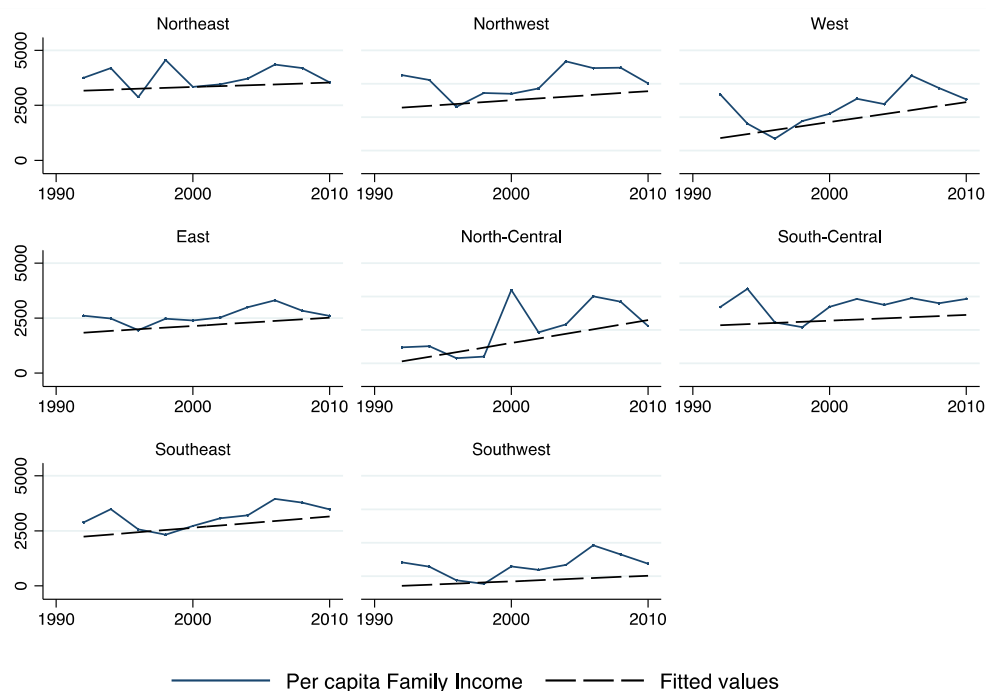 Northeast
Northwest
West
5000
2500
0
1990 2000 2010
1990 2000 2010
1990 2000 2010
East
North-Central
South-Central
5000
2500
0
1990 2000 2010
1990 2000 2010
1990 2000 2010
Southeast
Southwest
5000
2500
0
1990 2000 2010
1990 2000 2010
Per capita Family Income
Fitted values